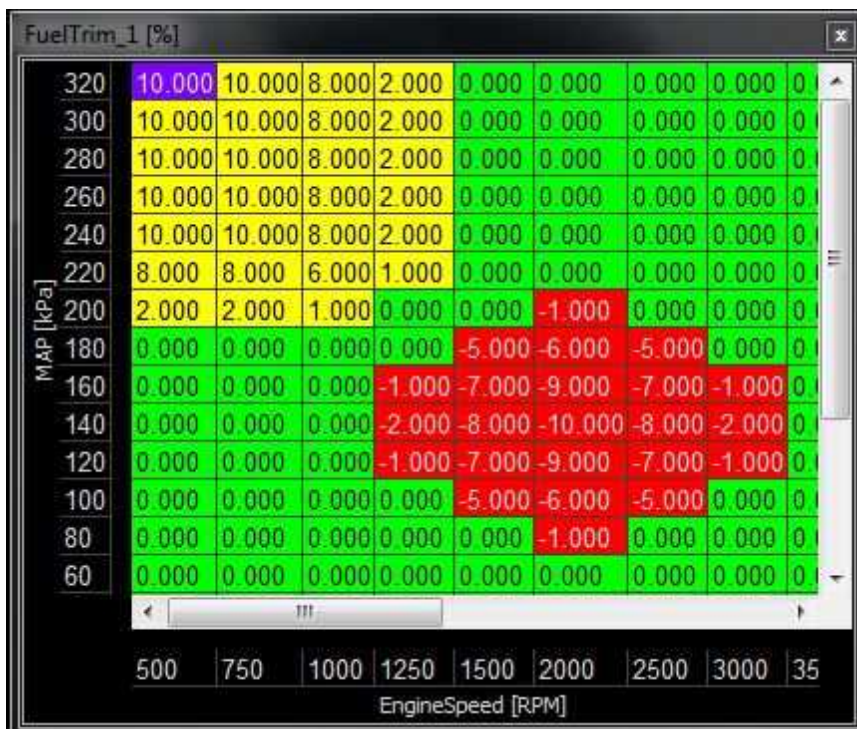 FuelTrim_1 [%]
320 10.000 10.000 8.000 2.000 0.000 0.000 0.000 0.000
300 10.000 10.000 8.000 2.000 0.000 0.000 0.000 0.000
280 10.000 10.000 8.000 2.000 0.000 0.000 0.000 0.000
260 10.000 10.000 8.000 2.000 0.000 0.000 0.000 0.000
240 10.000 10.000 8.000 2.000 0.000 0.000 0.000 0.000
220 8.000 8.000 6.000 1.000 0.000 0.000 0.000 0.000
MAP [kPa]
200 2.000 2.000 1.000 0.000 0.000 -1.000 0.000 0.000
180 0.000 0.000 0.000 0.000 -5.000 -6.000 -5.000 0.000
160 0.000 0.000 0.000 -1.000 -7.000 -9.000 -7.000 -1.000
140 0.000 0.000 0.000 -2.000 -8.000 -10.000 -8.000 -2.000
120 0.000 0.000 0.000 -1.000 -7.000 -9.000 -7.000 -1.000
100 0.000 0.000 0.000 0.000 -5.000 -6.000 -5.000 0.000
80 0.000 0.000 0.000 0.000 0.000 -1.000 0.000 0.000
60 0.000 0.000 0.000 0.000 0.000 0.000 0.000 0.000
500 750 1000 1250 1500 2000 2500 3000 35
EngineSpeed [RPM]